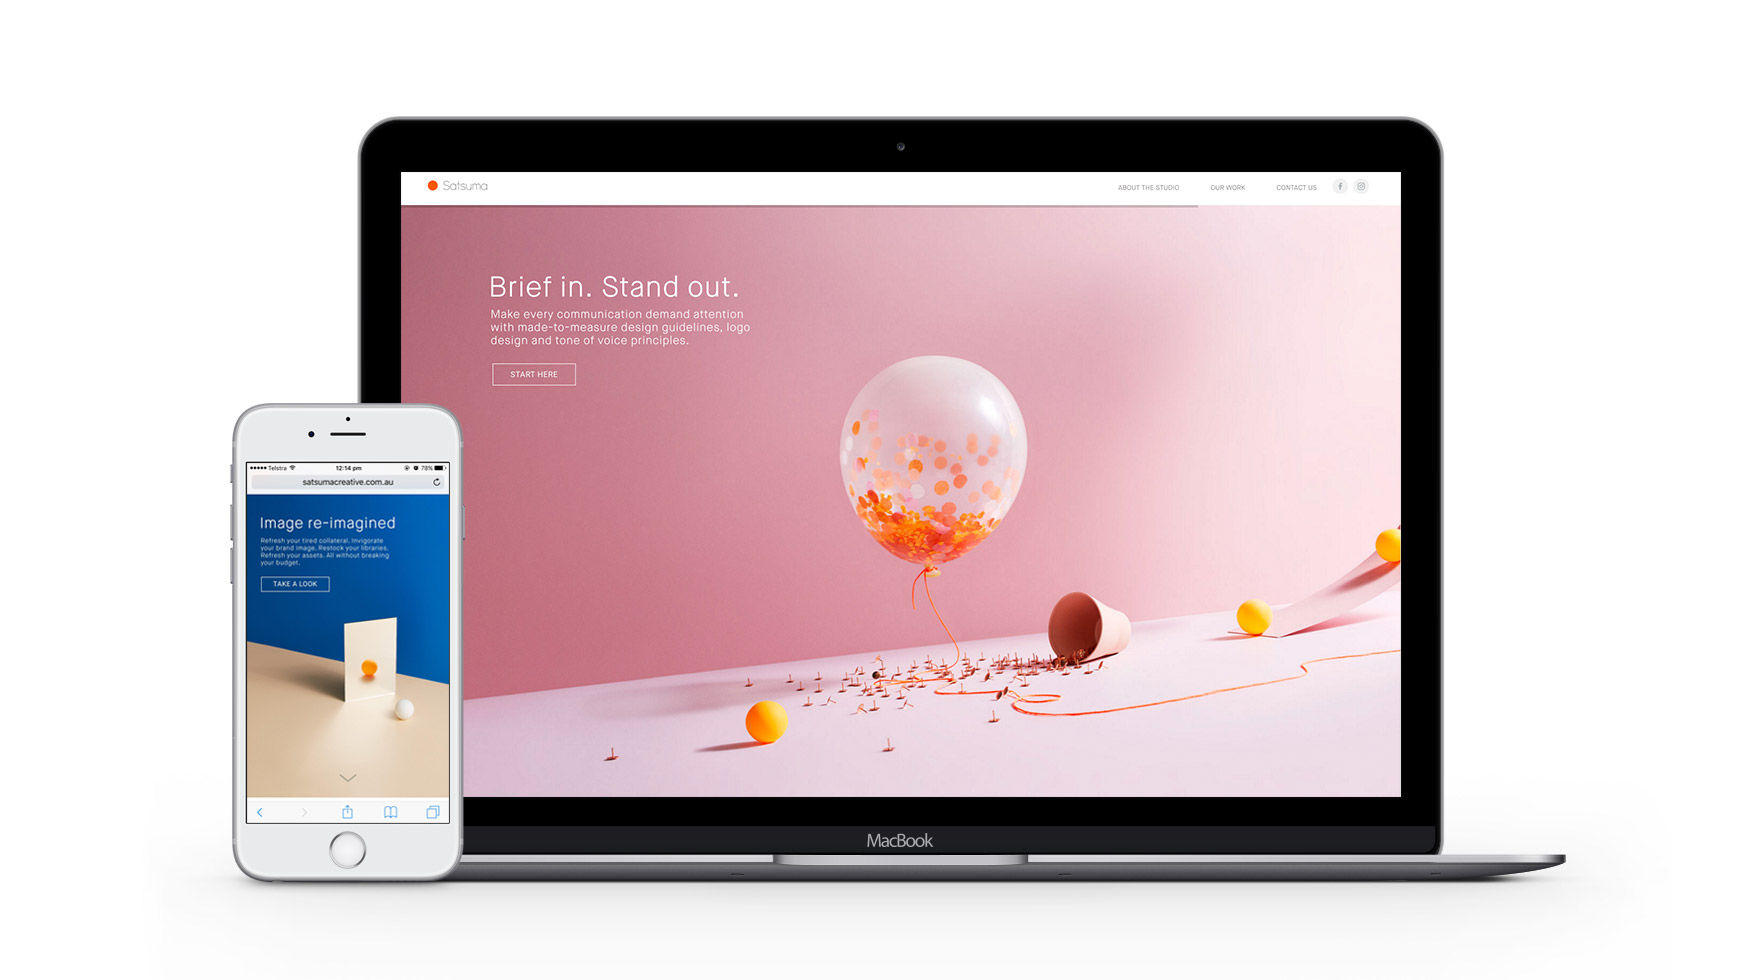 Satsuma
ABOUT THE STUDIO
OUR WORK
CONTACT US
Brief in. Stand out.
Make every communication demand attention
with made-to-measure design guidelines, logo
design and tone of voice principles.
START HERE
Telstra
12:14 pm
78%
satsumacreative.com.au
Image re-imagined
Refresh your tired collateral. Invigorate
your brand image. Restock your libraries.
Refresh your assets. All without breaking
your budget.
TAKE A LOOK
MacBook